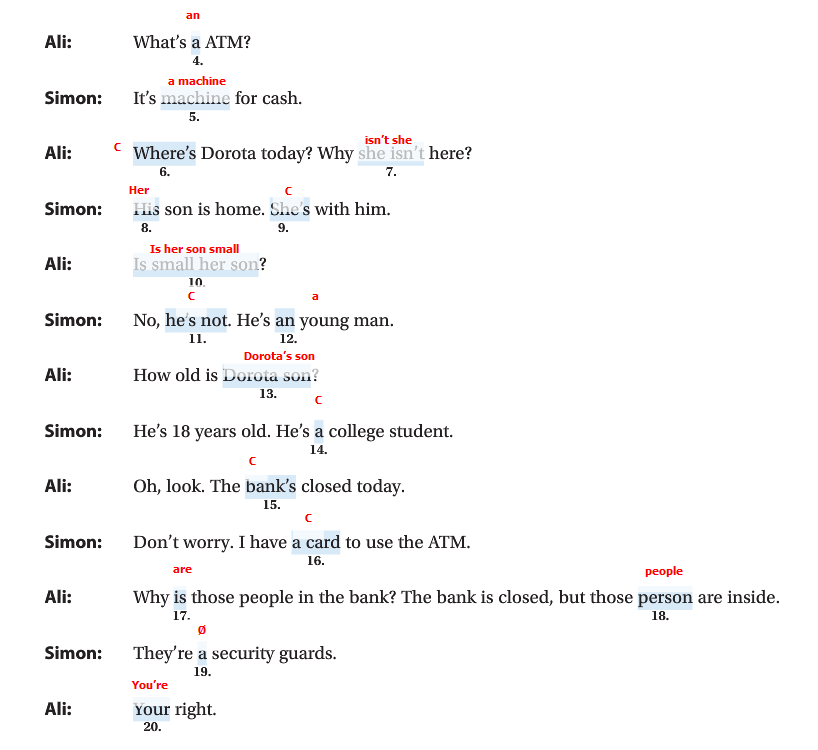 an
Ali: What's a ATM?
4.
a machine
Simon: It's machine for cash.
5.
isn't she
Ali: C Where's Dorota today? Why she isn't here?
6. 7.
Her C
Simon: His son is home. She's with him.
8. 9.
Is her son small
Ali: Is small her son?
10.
C a
Simon: No, he's not. He's an young man.
11. 12.
Dorota's son
Ali: How old is Dorota son?
13.
C
Simon: He's 18 years old. He's a college student.
14.
C
Ali: Oh, look. The bank's closed today.
15.
C
Simon: Don't worry. I have a card to use the ATM.
16.
are people
Ali: Why is those people in the bank? The bank is closed, but those person are inside.
17. 18.
Ø
Simon: They're a security guards.
19.
You're
Ali: Your right.
20.